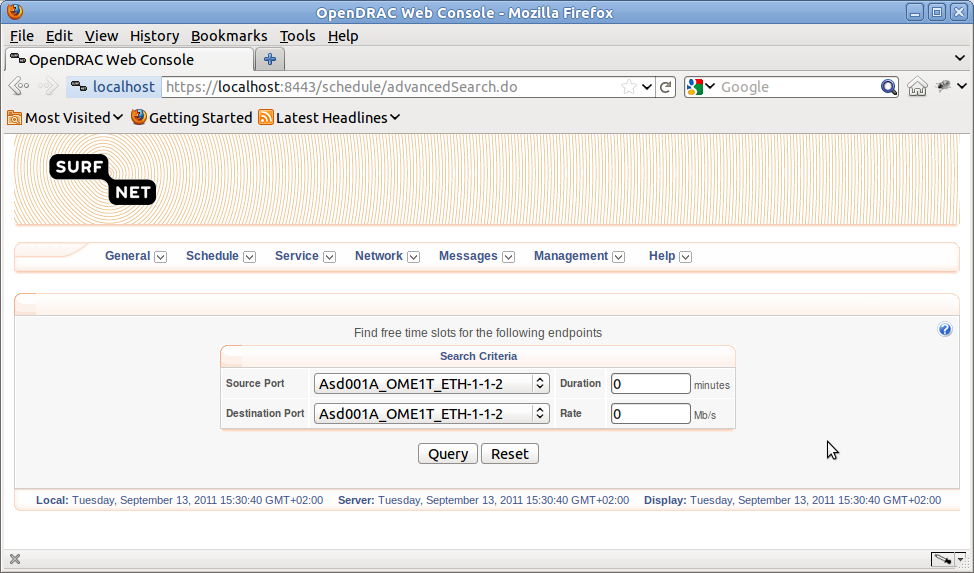 OpenDRAC Web Console - Mozilla Firefox
File Edit View History Bookmarks Tools Help
OpenDRAC Web Console
localhost https://localhost:8443/schedule/advancedSearch.do Google
Most Visited Getting Started Latest Headlines
SURF
NET
General Schedule Service Network Messages Management Help
Find free time slots for the following endpoints
Search Criteria
Source Port Asd001A_OME1T_ETH-1-1-2 Duration 0 minutes
Destination Port Asd001A_OME1T_ETH-1-1-2 Rate 0 Mb/s
Query Reset
Local: Tuesday, September 13, 2011 15:30:40 GMT+02:00 Server: Tuesday, September 13, 2011 15:30:40 GMT+02:00 Display: Tuesday, September 13, 2011 15:30:40 GMT+02:00